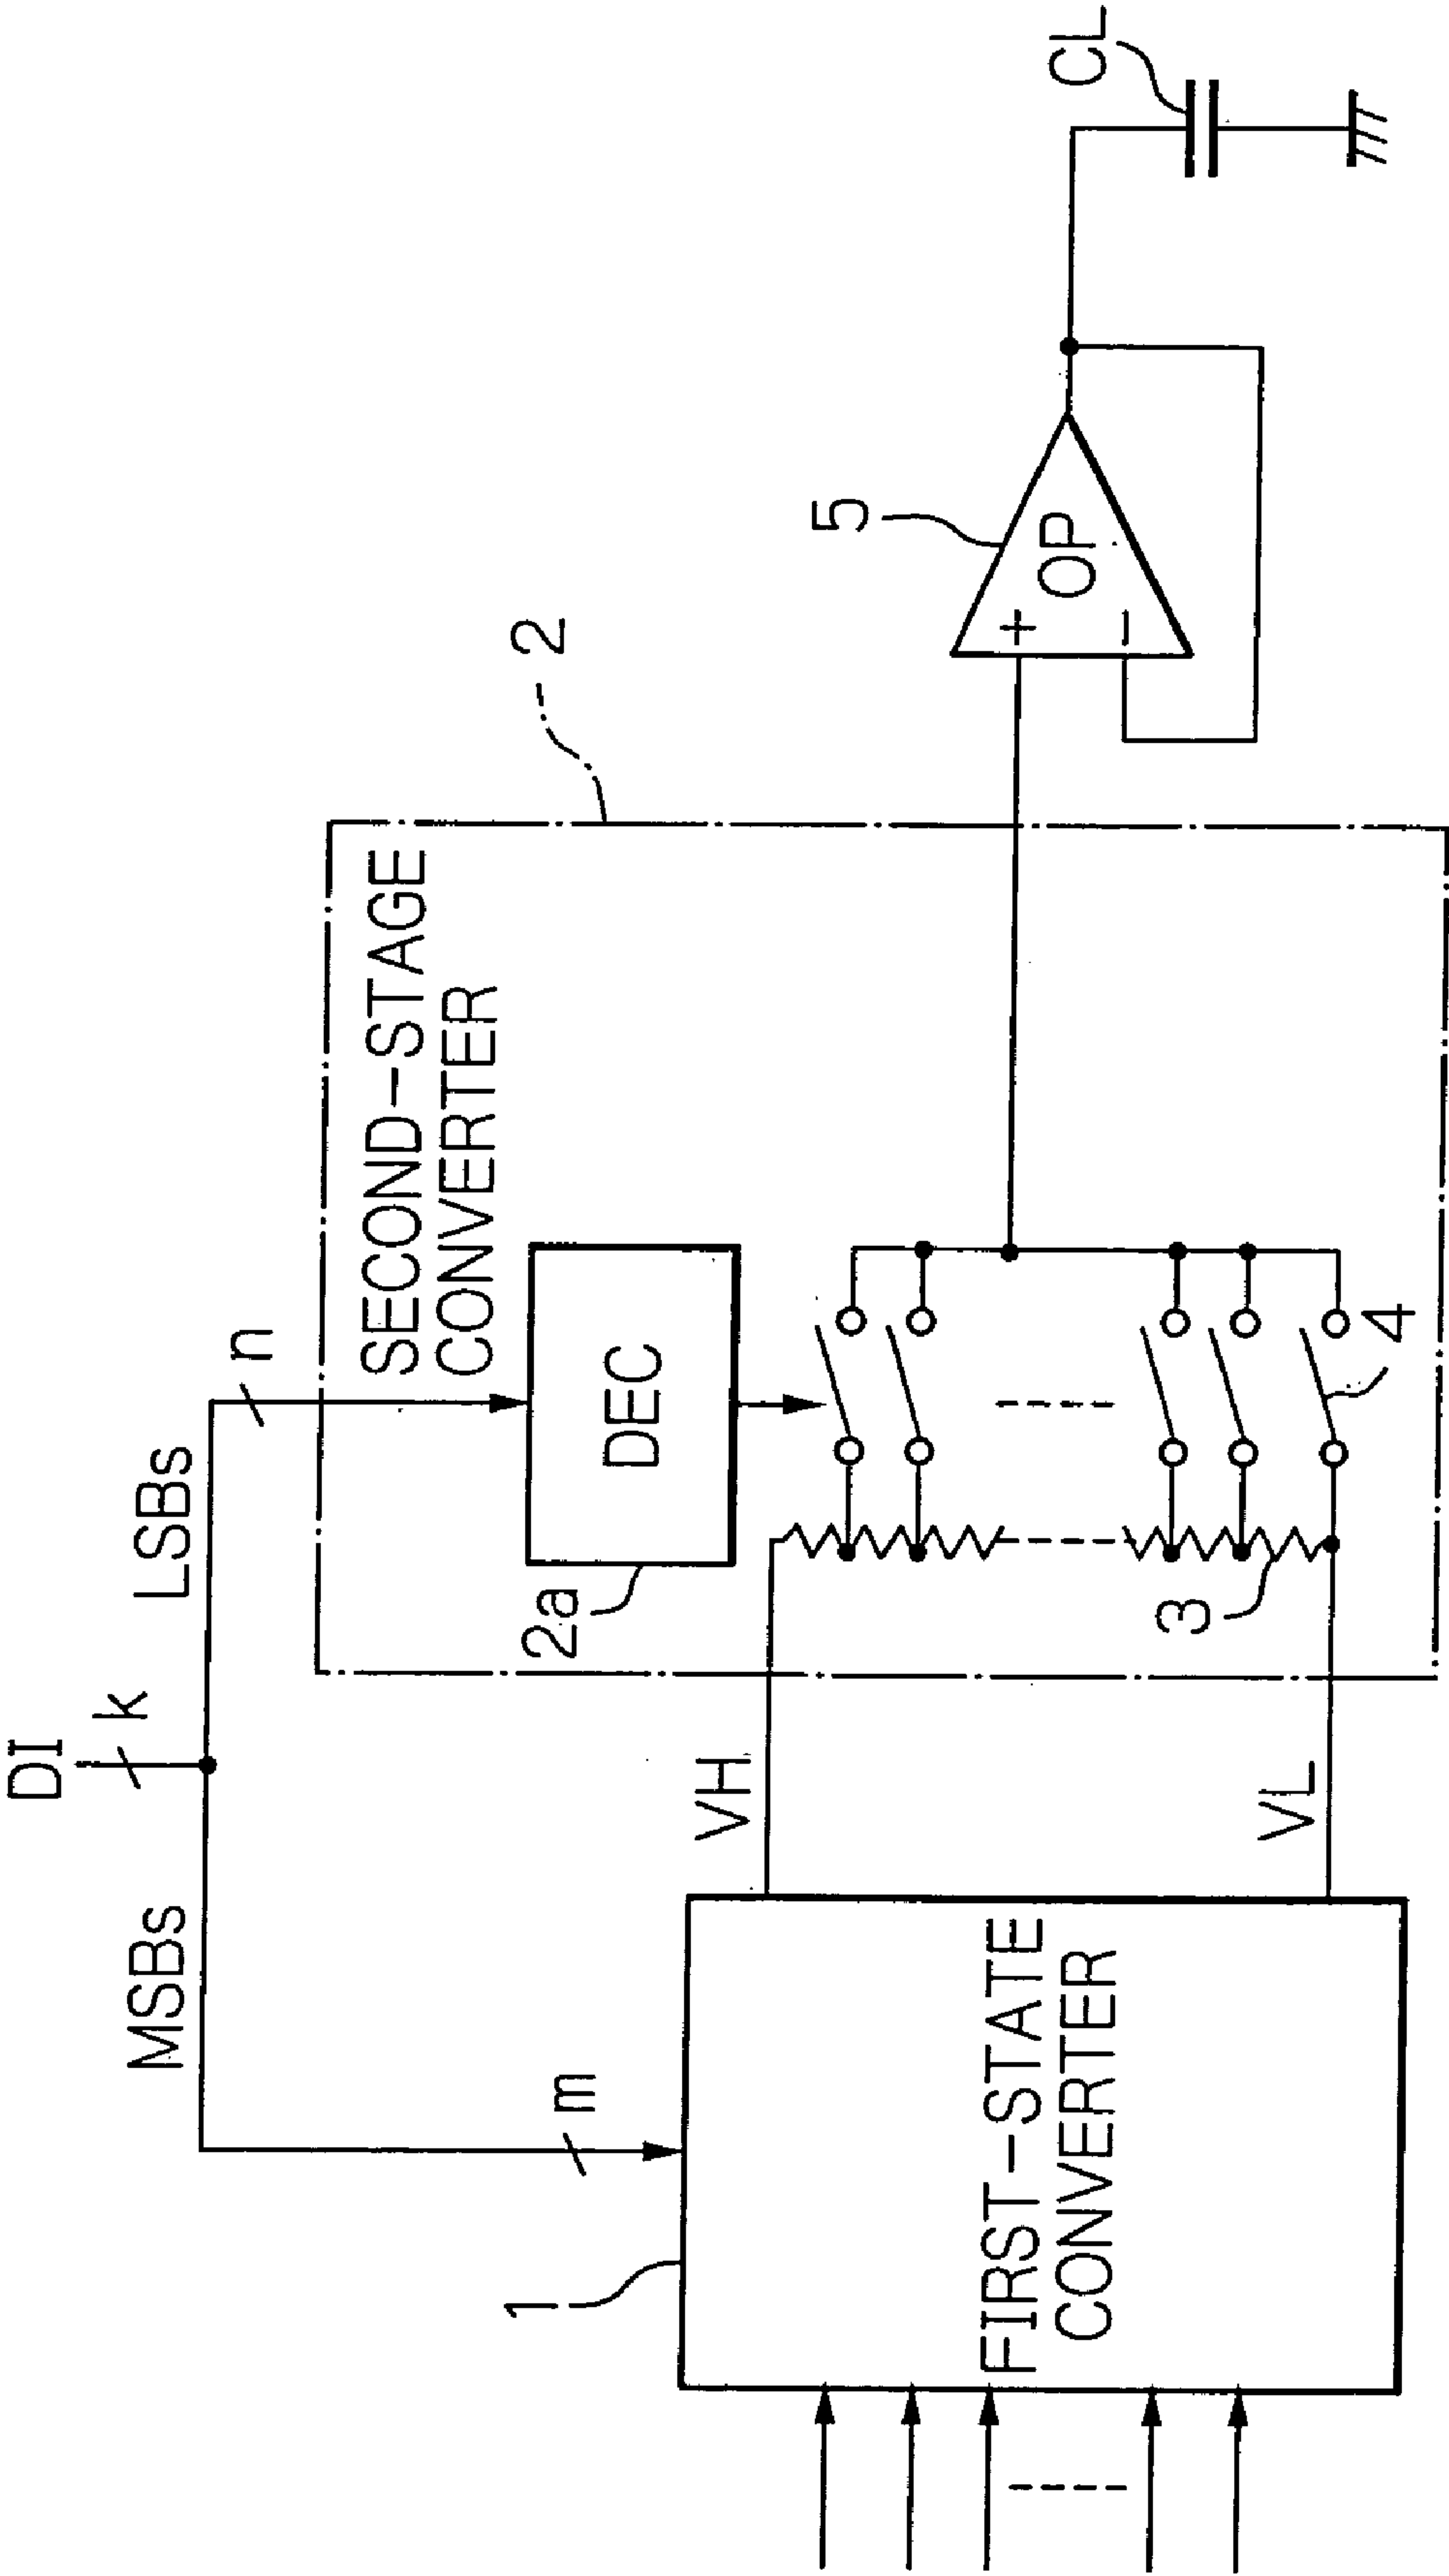 DI
k
MSBs
LSBs
m
n
1
FIRST-STATE
CONVERTER
VH
VL
2
SECOND-STAGE
CONVERTER
2a
DEC
3
4
5
+
OP
−
CL